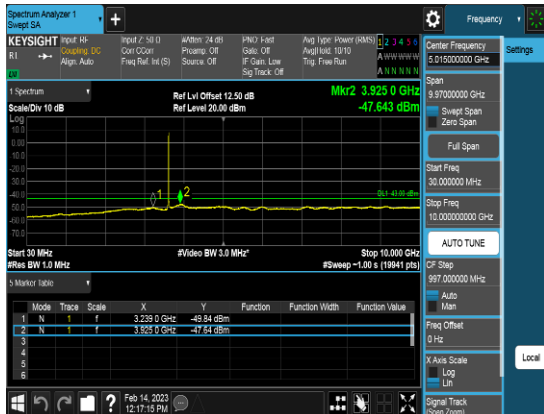 Spectrum Analyzer 1
Swept SA
Frequency
KEYSIGHT
Input: RF
Coupling: DC
Align: Auto
Input Z: 50 Ω
Corr CCorr
Freq Ref: Int (S)
#Atten: 24 dB
Preamp: Off
Source: Off
PNO: Fast
Gate: Off
IF Gain: Low
Sig Track: Off
Avg Type: Power (RMS)
Avg|Hold: 10/10
Trig: Free Run
1 2 3 4 5 6
A W W W W W
A N N N N N
1 Spectrum
Scale/Div 10 dB
Ref Lvl Offset 12.50 dB
Ref Level 20.00 dBm
Mkr2 3.925 0 GHz
-47.643 dBm
Log
10.0
0.00
-10.0
-20.0
-30.0
-40.0
-50.0
-60.0
-70.0
1
2
DL1 -43.00 dBm
Start 30 MHz
#Res BW 1.0 MHz
#Video BW 3.0 MHz*
Stop 10.000 GHz
#Sweep ~1.00 s (19941 pts)
5 Marker Table
Mode Trace Scale X Y Function Function Width Function Value
1 N 1 f 3.239 0 GHz -49.84 dBm
2 N 1 f 3.925 0 GHz -47.64 dBm
3
4
5
6
Feb 14, 2023
12:17:15 PM
Center Frequency
5.015000000 GHz
Settings
Span
9.97000000 GHz
Swept Span
Zero Span
Full Span
Start Freq
30.000000 MHz
Stop Freq
10.000000000 GHz
AUTO TUNE
CF Step
997.000000 MHz
Auto
Man
Freq Offset
0 Hz
X Axis Scale
Log
Lin
Local
Signal Track
(Span Zoom)